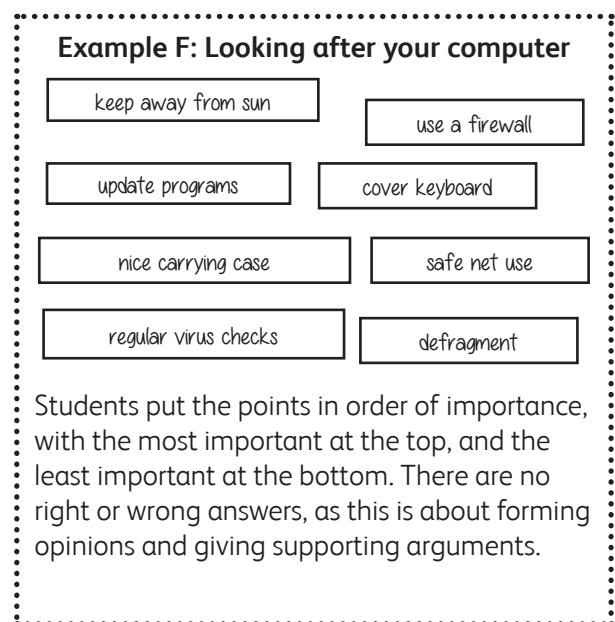 Example F: Looking after your computer
keep away from sun
use a firewall
update programs
cover keyboard
nice carrying case
safe net use
regular virus checks
defragment
Students put the points in order of importance,
with the most important at the top, and the
least important at the bottom. There are no
right or wrong answers, as this is about forming
opinions and giving supporting arguments.